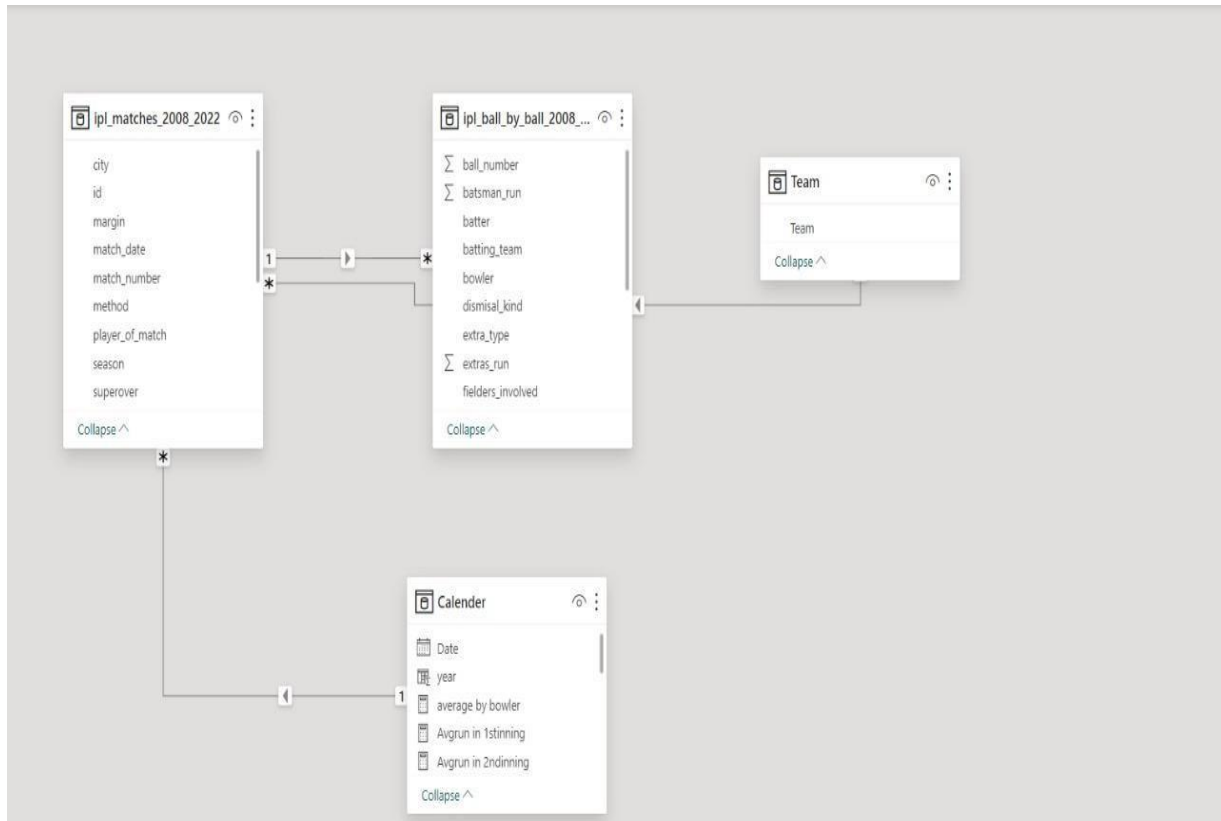 ipl_matches_2008_2022
city
id
margin
match_date
match_number
method
player_of_match
season
superover
Collapse
ipl_ball_by_ball_2008_...
ball_number
batsman_run
batter
batting_team
bowler
dismisal_kind
extra_type
extras_run
fielders_involved
Collapse
Team
Team
Collapse
1
*
*
*
1
Calender
Date
year
average by bowler
Avgrun in 1stinning
Avgrun in 2ndinning
Collapse